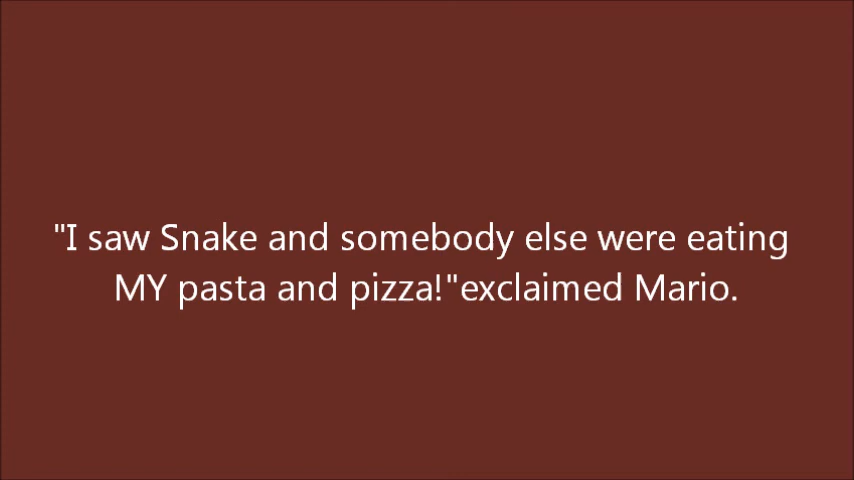 "I saw Snake and somebody else were eating
MY pasta and pizza!"exclaimed Mario.